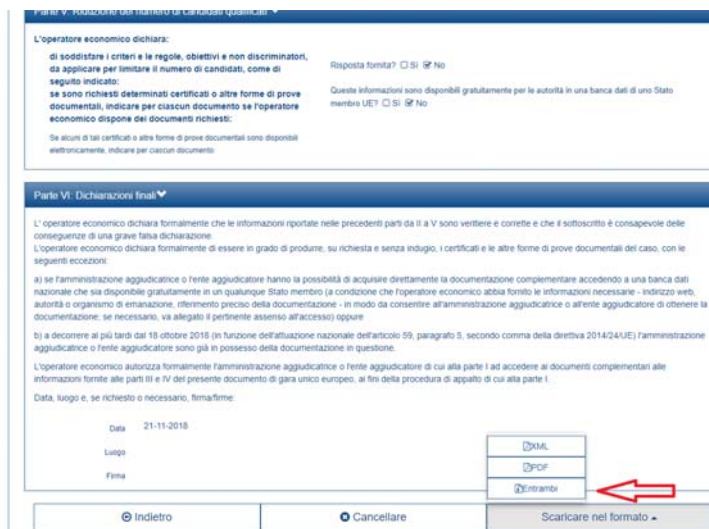 Parte V: Riduzione del numero di candidati qualificati
L'operatore economico dichiara:
di soddisfare i criteri e le regole, obiettivi e non discriminatori,
da applicare per limitare il numero di candidati, come di
seguito indicato:
se sono richiesti determinati certificati o altre forme di prove
documentali, indicare per ciascun documento se l'operatore
economico dispone dei documenti richiesti:
Se alcuni di tali certificati o altre forme di prove documentali sono disponibili
elettronicamente, indicare per ciascun documento:
Risposta fornita? Sì No
Queste informazioni sono disponibili gratuitamente per le autorità in una banca dati di uno Stato
membro UE? Sì No
Parte VI: Dichiarazioni finali
L' operatore economico dichiara formalmente che le informazioni riportate nelle precedenti parti da II a V sono veritiere e corrette e che il sottoscritto è consapevole delle
conseguenze di una grave falsa dichiarazione.
L'operatore economico dichiara formalmente di essere in grado di produrre, su richiesta e senza indugio, i certificati e le altre forme di prove documentali del caso, con le
seguenti eccezioni:
a) se l'amministrazione aggiudicatrice o l'ente aggiudicatore hanno la possibilità di acquisire direttamente la documentazione complementare accedendo a una banca dati
nazionale che sia disponibile gratuitamente in un qualunque Stato membro (a condizione che l'operatore economico abbia fornito le informazioni necessarie - indirizzo web,
autorità o organismo di emanazione, riferimento preciso della documentazione - in modo da consentire all'amministrazione aggiudicatrice o all'ente aggiudicatore di ottenere la
documentazione; se necessario, va allegato il pertinente assenso all'accesso) oppure
b) a decorrere al più tardi dal 18 ottobre 2018 (in funzione dell'attuazione nazionale dell'articolo 59, paragrafo 5, secondo comma della direttiva 2014/24/UE) l'amministrazione
aggiudicatrice o l'ente aggiudicatore sono già in possesso della documentazione in questione.
L'operatore economico autorizza formalmente l'amministrazione aggiudicatrice o l'ente aggiudicatore di cui alla parte I ad accedere ai documenti complementari alle
informazioni fornite alle parti III e IV del presente documento di gara unico europeo, ai fini della procedura di appalto di cui alla parte I.
Data, luogo e, se richiesto o necessario, firma/firme:
Data 21-11-2018
Luogo
Firma
XML
PDF
Entrambi
Indietro
Cancellare
Scaricare nel formato